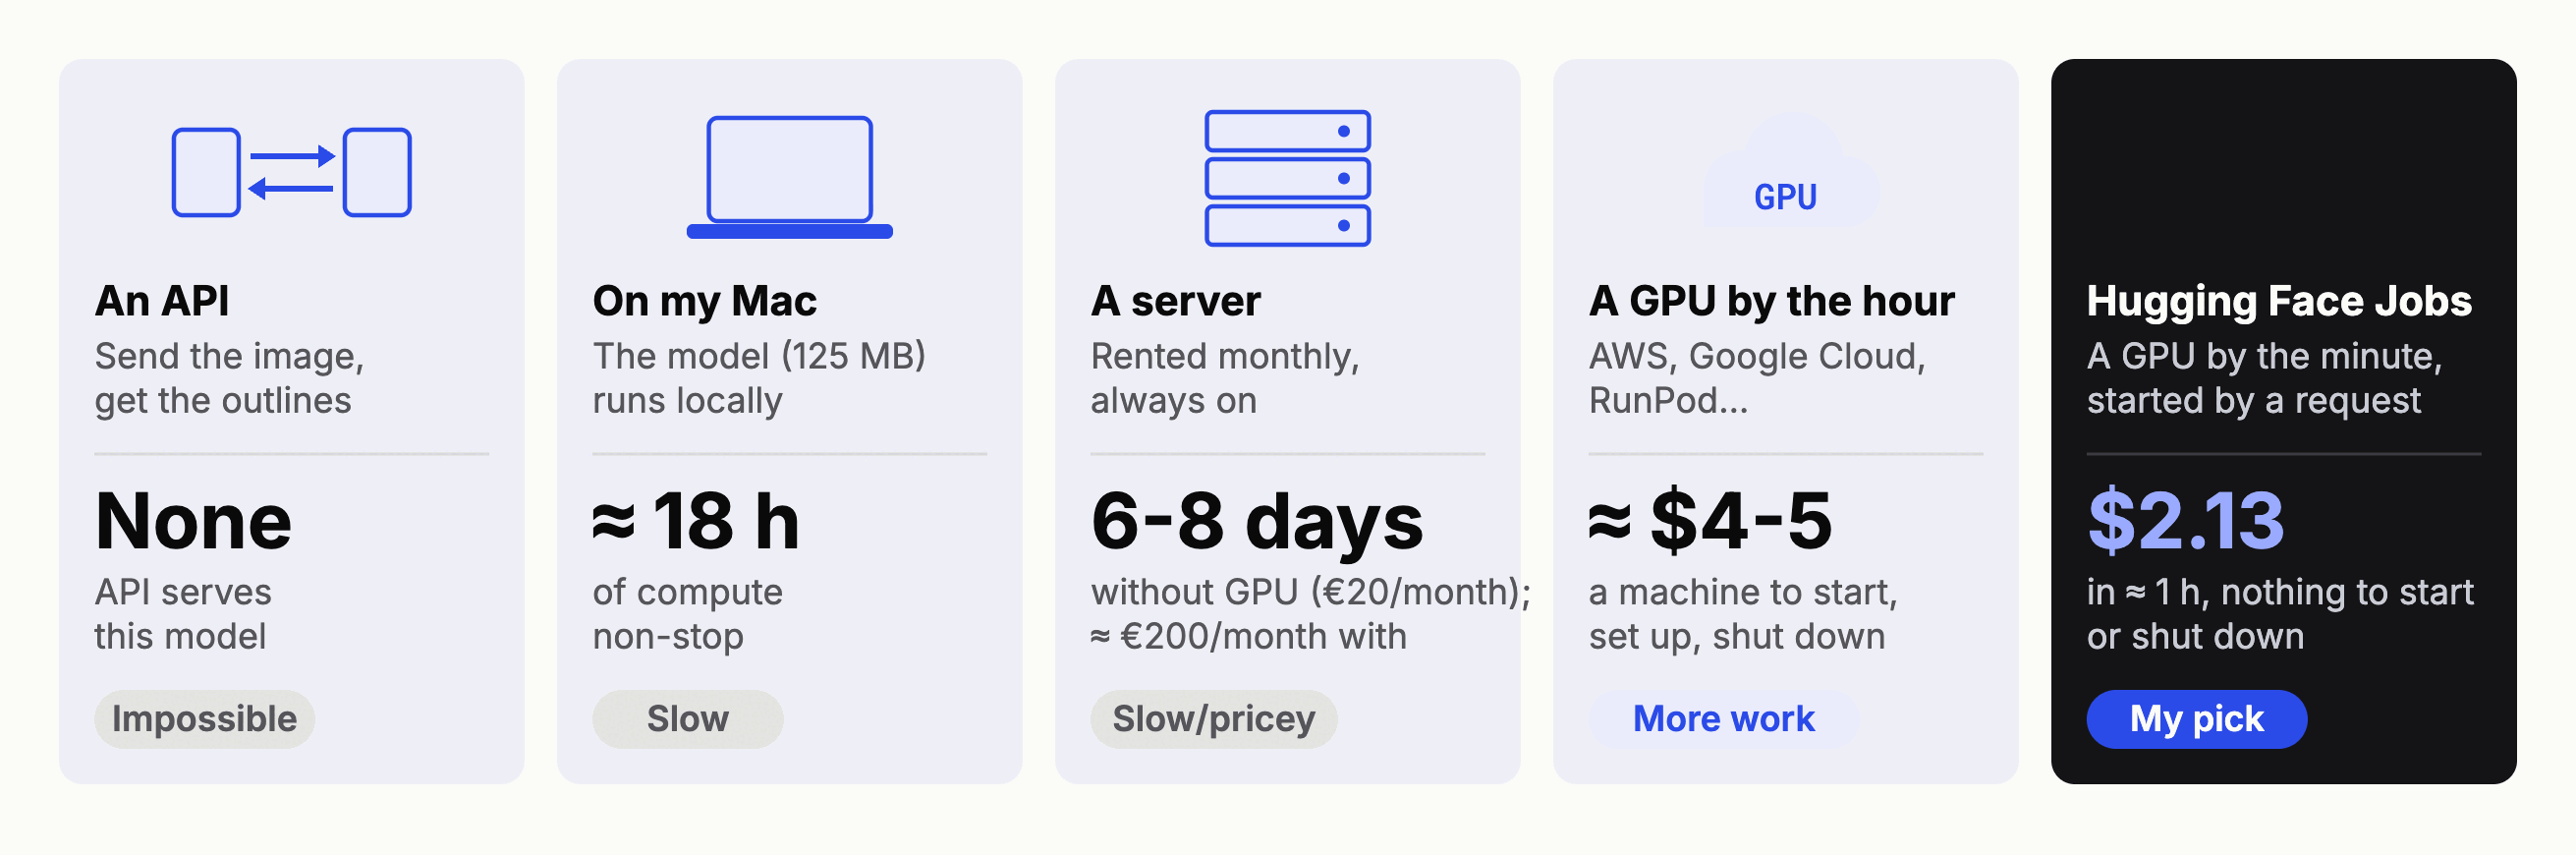 An API
Send the image,
get the outlines
None
API serves
this model
Impossible
On my Mac
The model (125 MB)
runs locally
≈ 18 h
of compute
non-stop
Slow
A server
Rented monthly,
always on
6-8 days
without GPU (€20/month);
≈ €200/month with
Slow/pricey
GPU
A GPU by the hour
AWS, Google Cloud,
RunPod...
≈ $4-5
a machine to start,
set up, shut down
More work
Hugging Face Jobs
A GPU by the minute,
started by a request
$2.13
in ≈ 1 h, nothing to start
or shut down
My pick